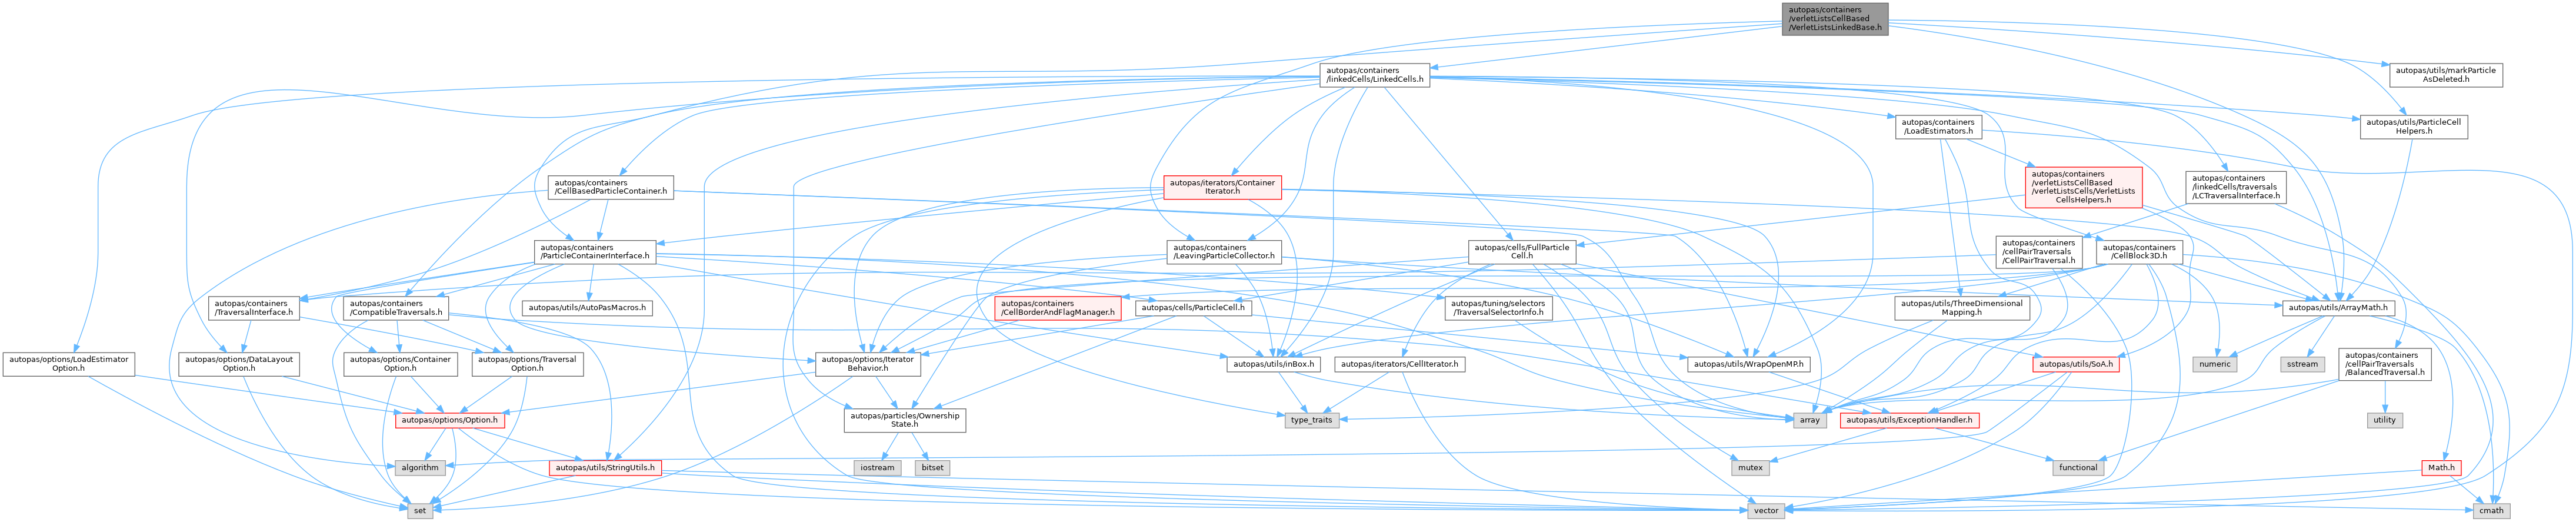 autopas/containers
/verletListsCellBased
/VerletListsLinkedBase.h
autopas/containers
/linkedCells/LinkedCells.h
autopas/utils/markParticle
AsDeleted.h
autopas/containers
/LoadEstimators.h
autopas/utils/ParticleCell
Helpers.h
autopas/containers
/CellBasedParticleContainer.h
autopas/iterators/Container
Iterator.h
autopas/containers
/verletListsCellBased
/verletListsCells/VerletLists
CellsHelpers.h
autopas/containers
/linkedCells/traversals
/LCTraversalInterface.h
autopas/containers
/ParticleContainerInterface.h
autopas/containers
/LeavingParticleCollector.h
autopas/cells/FullParticle
Cell.h
autopas/containers
/cellPairTraversals
/CellPairTraversal.h
autopas/containers
/CellBlock3D.h
autopas/containers
/TraversalInterface.h
autopas/containers
/CompatibleTraversals.h
autopas/utils/AutoPasMacros.h
autopas/containers
/CellBorderAndFlagManager.h
autopas/cells/ParticleCell.h
autopas/tuning/selectors
/TraversalSelectorInfo.h
autopas/utils/ThreeDimensional
Mapping.h
autopas/utils/ArrayMath.h
autopas/options/LoadEstimator
Option.h
autopas/options/DataLayout
Option.h
autopas/options/Container
Option.h
autopas/options/Traversal
Option.h
autopas/options/Iterator
Behavior.h
autopas/utils/inBox.h
autopas/iterators/CellIterator.h
autopas/utils/WrapOpenMP.h
autopas/utils/SoA.h
numeric
sstream
autopas/containers
/cellPairTraversals
/BalancedTraversal.h
autopas/options/Option.h
autopas/particles/Ownership
State.h
type_traits
array
autopas/utils/ExceptionHandler.h
utility
algorithm
autopas/utils/StringUtils.h
iostream
bitset
mutex
functional
Math.h
set
vector
cmath